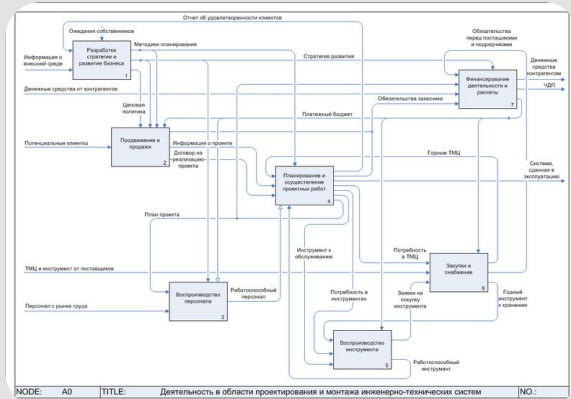 Отчет об удовлетворенности клиентов
Ожидания собственников
Обязательства
перед поставщиками
и подрядчиками
Методики планирования
Информация о
внешней среде
Разработка
стратегии и
развитие бизнеса
1
Стратегия развития
Денежные
средства
контрагентам
Финансирование
деятельности и
расчеты
7
ЧДП
Денежные средства от контрагентов
Ценовая
политика
Обязательства заказчика
Платежный бюджет
Потенциальные клиенты
Продвижение и
продажи
2
Информация о проекте
Договор на
реализацию
проекта
Годные ТМЦ
Планирование и
осуществление
проектных работ
4
Система,
сданная в
эксплуатацию
План проекта
Инструмент к
обслуживанию
Потребность
в ТМЦ
ТМЦ и инструмент от поставщиков
Закупки и
снабжение
6
Работоспособный
персонал
Воспроизводство
персонала
3
Персонал с рынка труда
Потребность в
инструментах
Заявки на
покупку
инструмента
Годный
инструмент
к хранению
Воспроизводство
инструмента
5
Работоспособный
инструмент
NODE: A0 TITLE: Деятельность в области проектирования и монтажа инженерно-технических систем NO.: